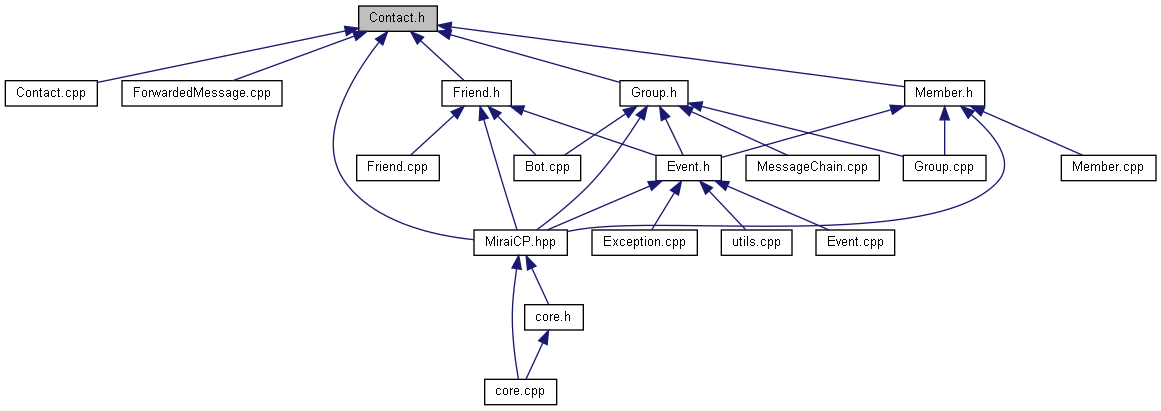 Contact.h
Contact.cpp
ForwardedMessage.cpp
Friend.h
Group.h
Member.h
Friend.cpp
Bot.cpp
Event.h
MessageChain.cpp
Group.cpp
Member.cpp
MiraiCP.hpp
Exception.cpp
utils.cpp
Event.cpp
core.h
core.cpp